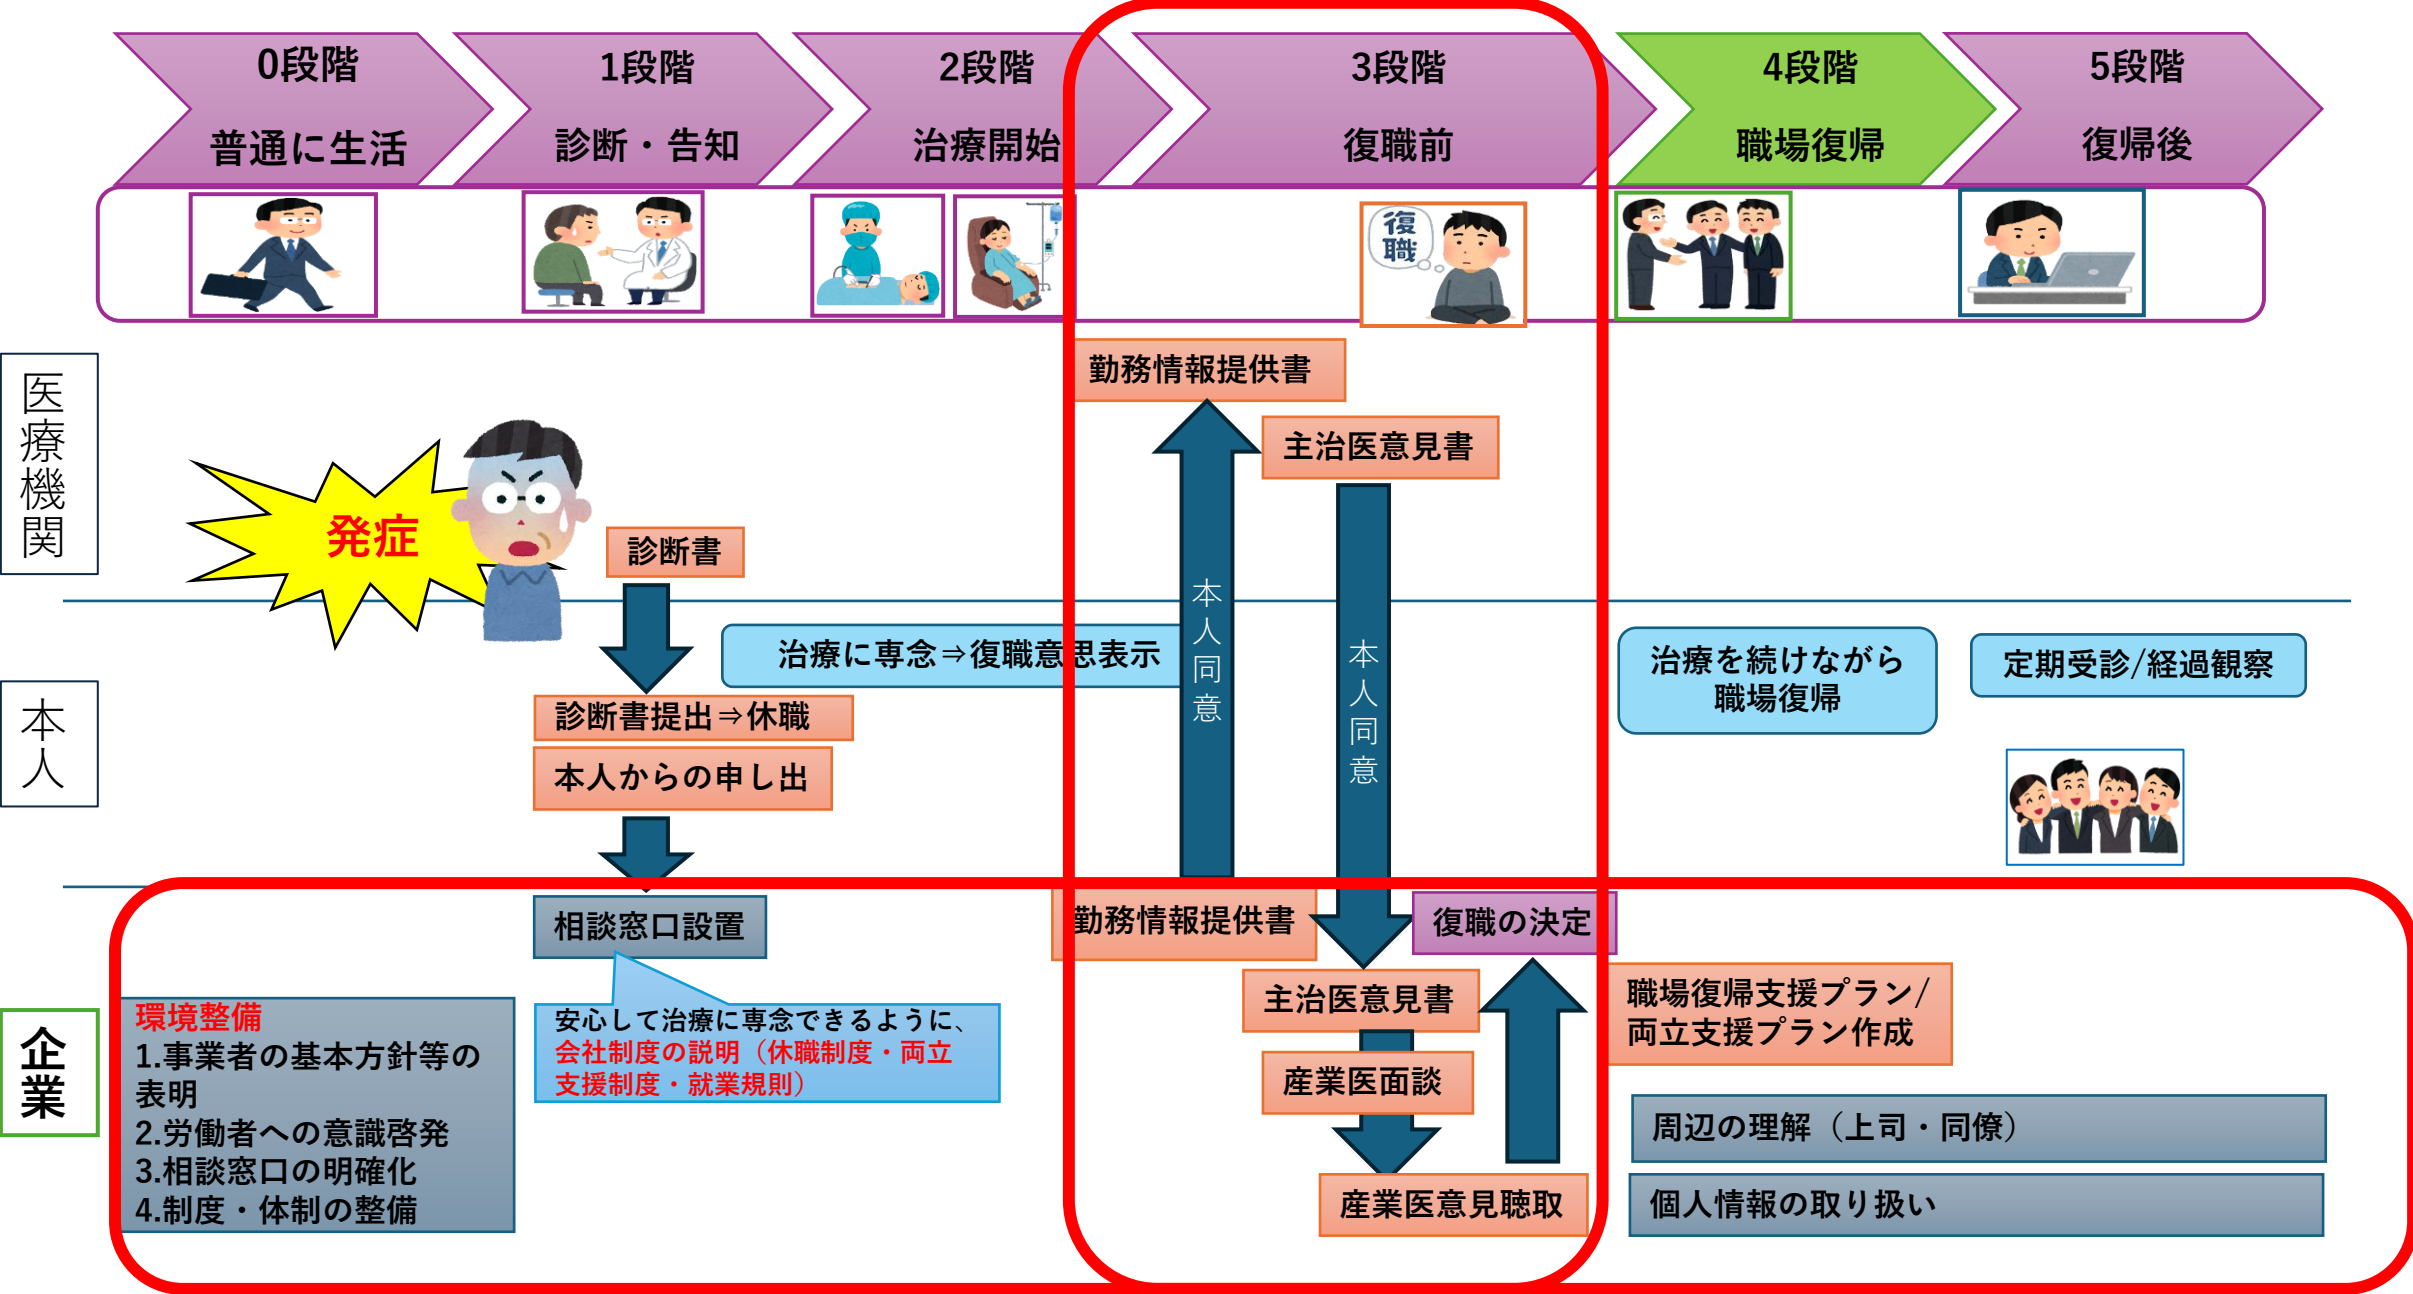 0段階
普通に生活
1段階
診断・告知
2段階
治療開始
3段階
復職前
4段階
職場復帰
5段階
復帰後
復
職
医療機関
勤務情報提供書
主治医意見書
発症
診断書
本人同意
本人同意
本人
治療に専念⇒復職意思表示
治療を続けながら
職場復帰
定期受診/経過観察
診断書提出⇒休職
本人からの申し出
企業
相談窓口設置
勤務情報提供書
復職の決定
環境整備
1.事業者の基本方針等の
表明
2.労働者への意識啓発
3.相談窓口の明確化
4.制度・体制の整備
安心して治療に専念できるように、
会社制度の説明（休職制度・両立
支援制度・就業規則）
主治医意見書
産業医面談
産業医意見聴取
職場復帰支援プラン/
両立支援プラン作成
周辺の理解（上司・同僚）
個人情報の取り扱い